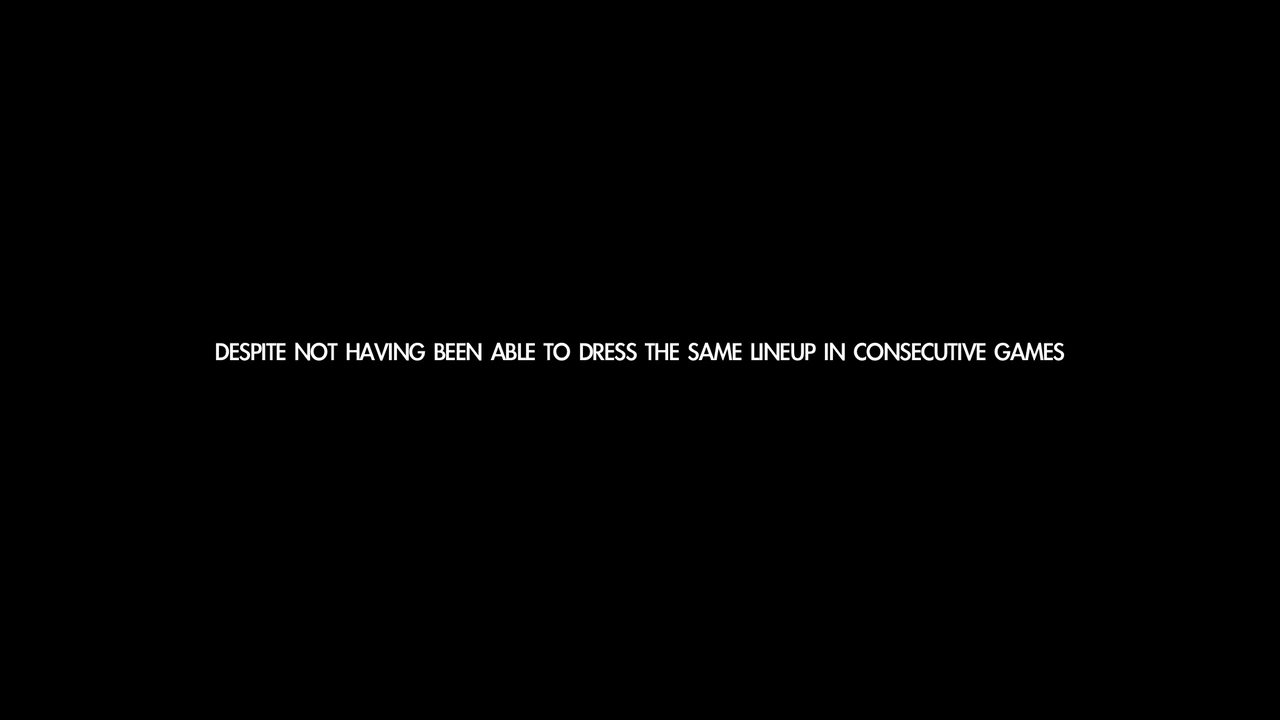 DESPITE NOT HAVING BEEN ABLE TO DRESS THE SAME LINEUP IN CONSECUTIVE GAMES